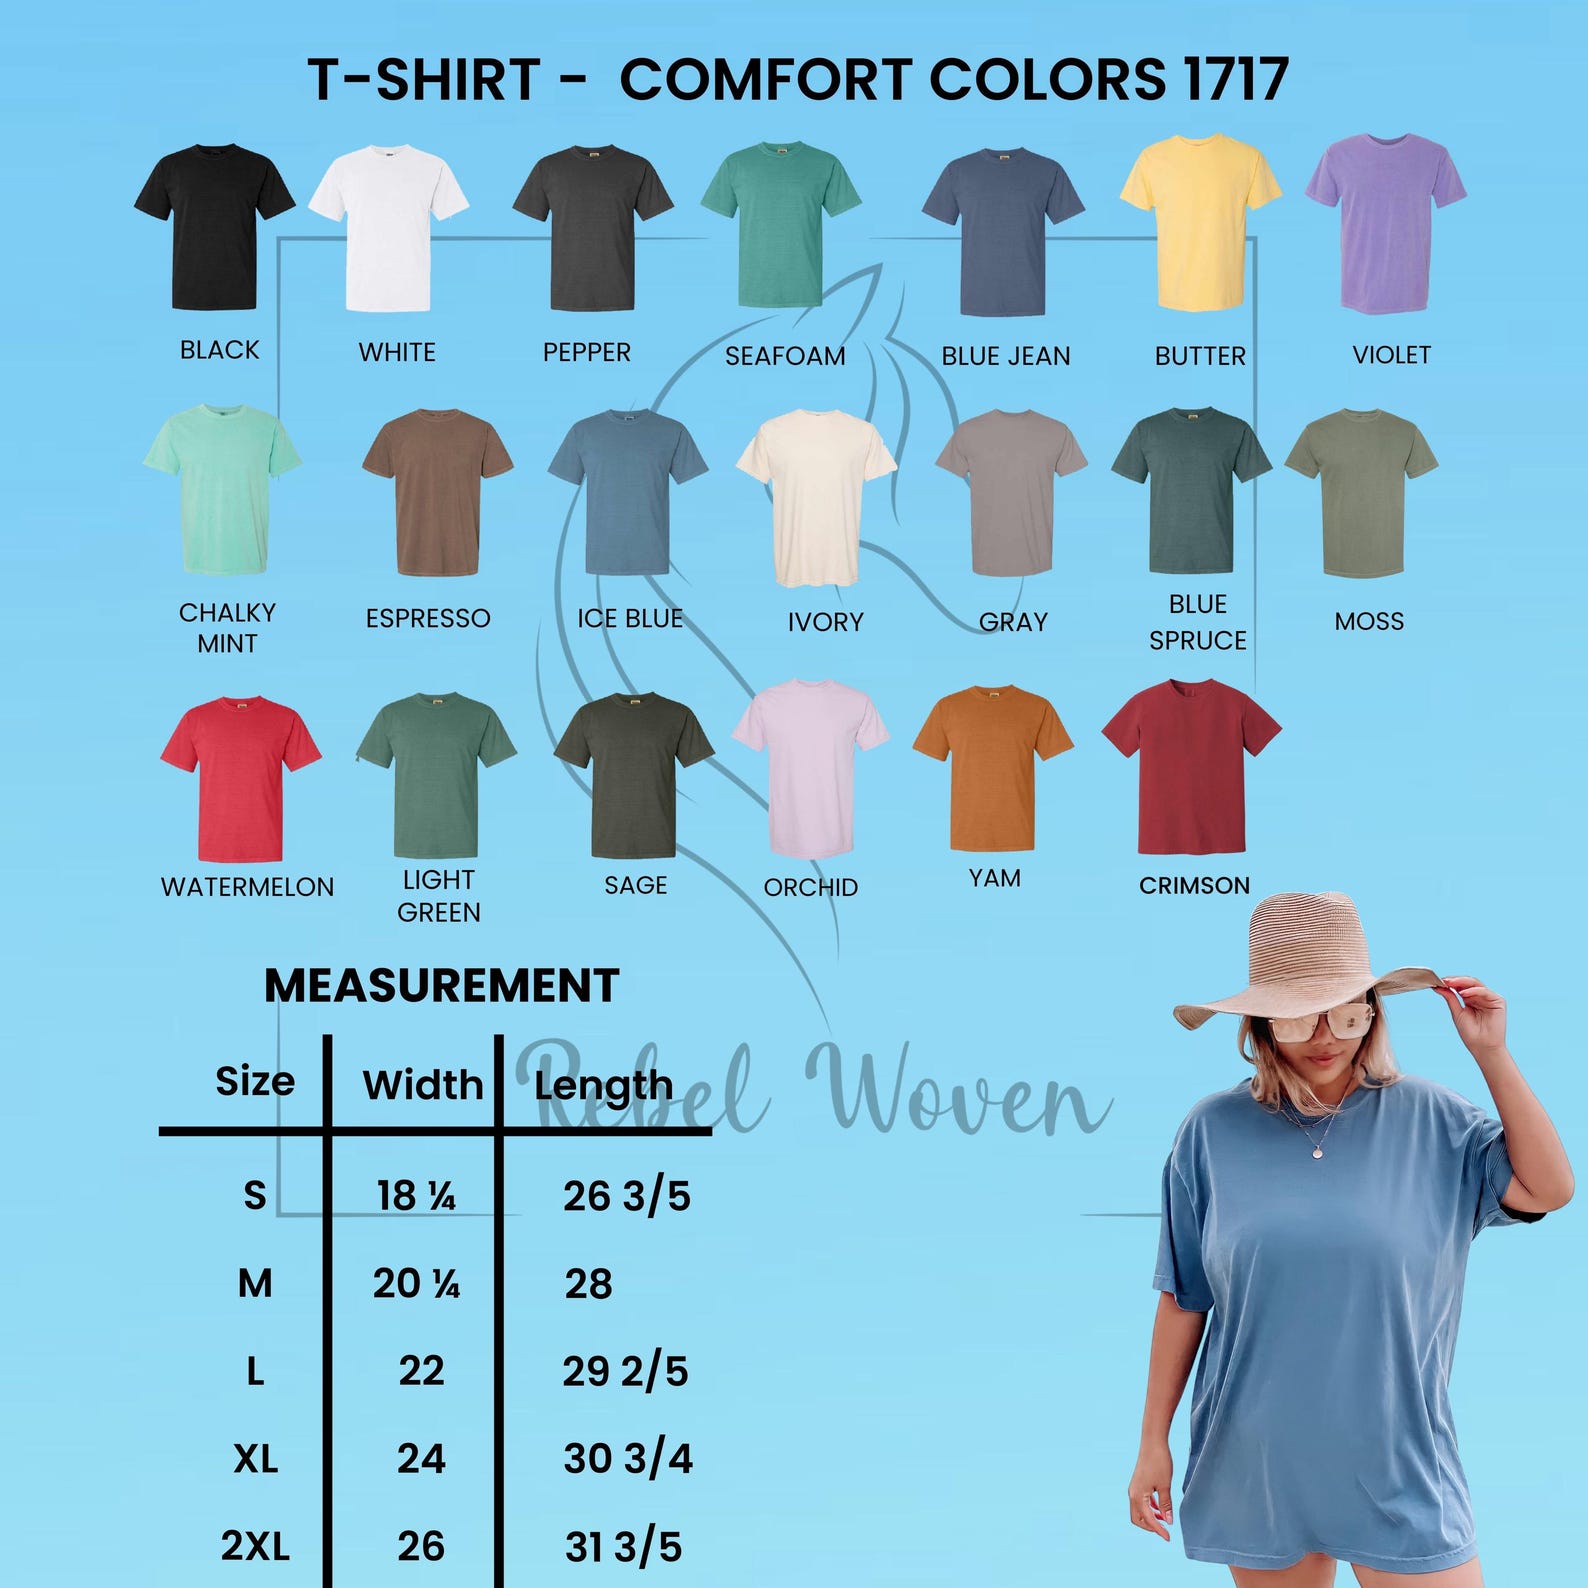 T-SHIRT - COMFORT COLORS 1717
BLACK
WHITE
PEPPER
SEAFOAM
BLUE JEAN
BUTTER
VIOLET
CHALKY
MINT
ESPRESSO
ICE BLUE
IVORY
GRAY
BLUE
SPRUCE
MOSS
WATERMELON
LIGHT
GREEN
SAGE
ORCHID
YAM
CRIMSON
MEASUREMENT
Size Width Length
Rebel Woven
S 18 ¼ 26 3/5
M 20 ¼ 28
L 22 29 2/5
XL 24 30 3/4
2XL 26 31 3/5